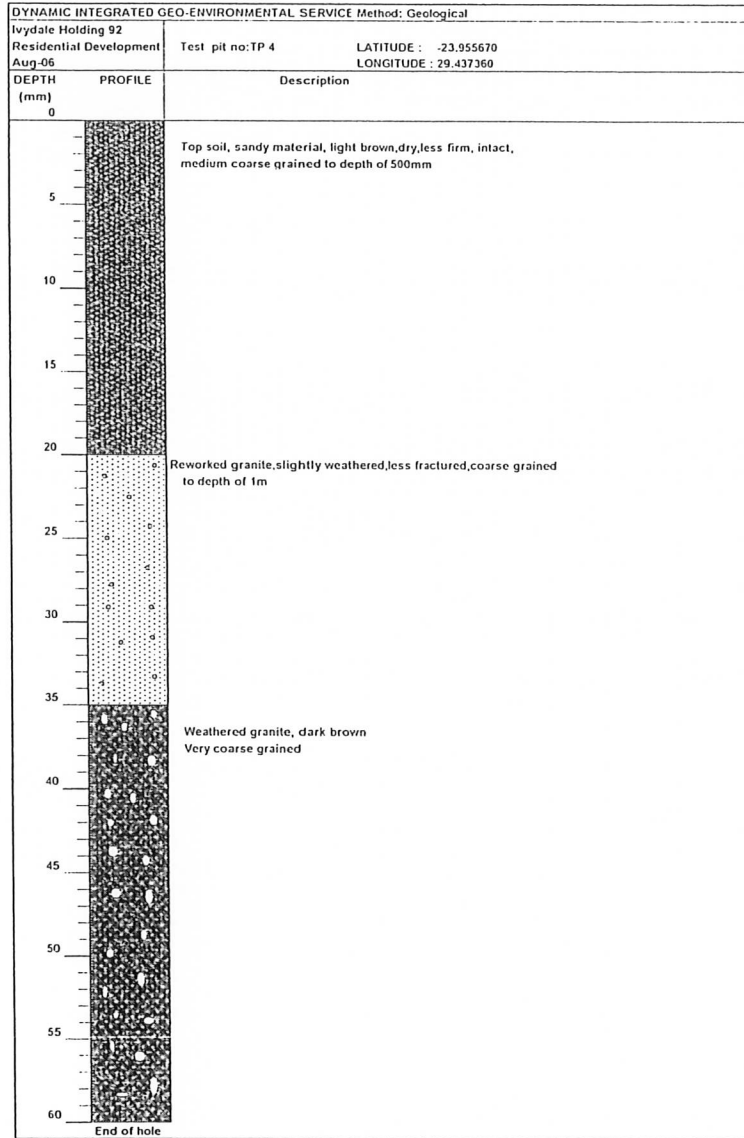 DYNAMIC INTEGRATED GEO-ENVIRONMENTAL SERVICE Method: Geological
Ivydale Holding 92
Residential Development Test pit no:TP 4 LATITUDE : -23.955670
Aug-06 LONGITUDE : 29.437360
DEPTH PROFILE Description
(mm)
0
Top soil, sandy material, light brown,dry,less firm, intact,
medium coarse grained to depth of 500mm
5
10
15
20
Reworked granite,slightly weathered,less fractured,coarse grained
to depth of 1m
25
30
35
Weathered granite, dark brown
Very coarse grained
40
45
50
55
60
End of hole